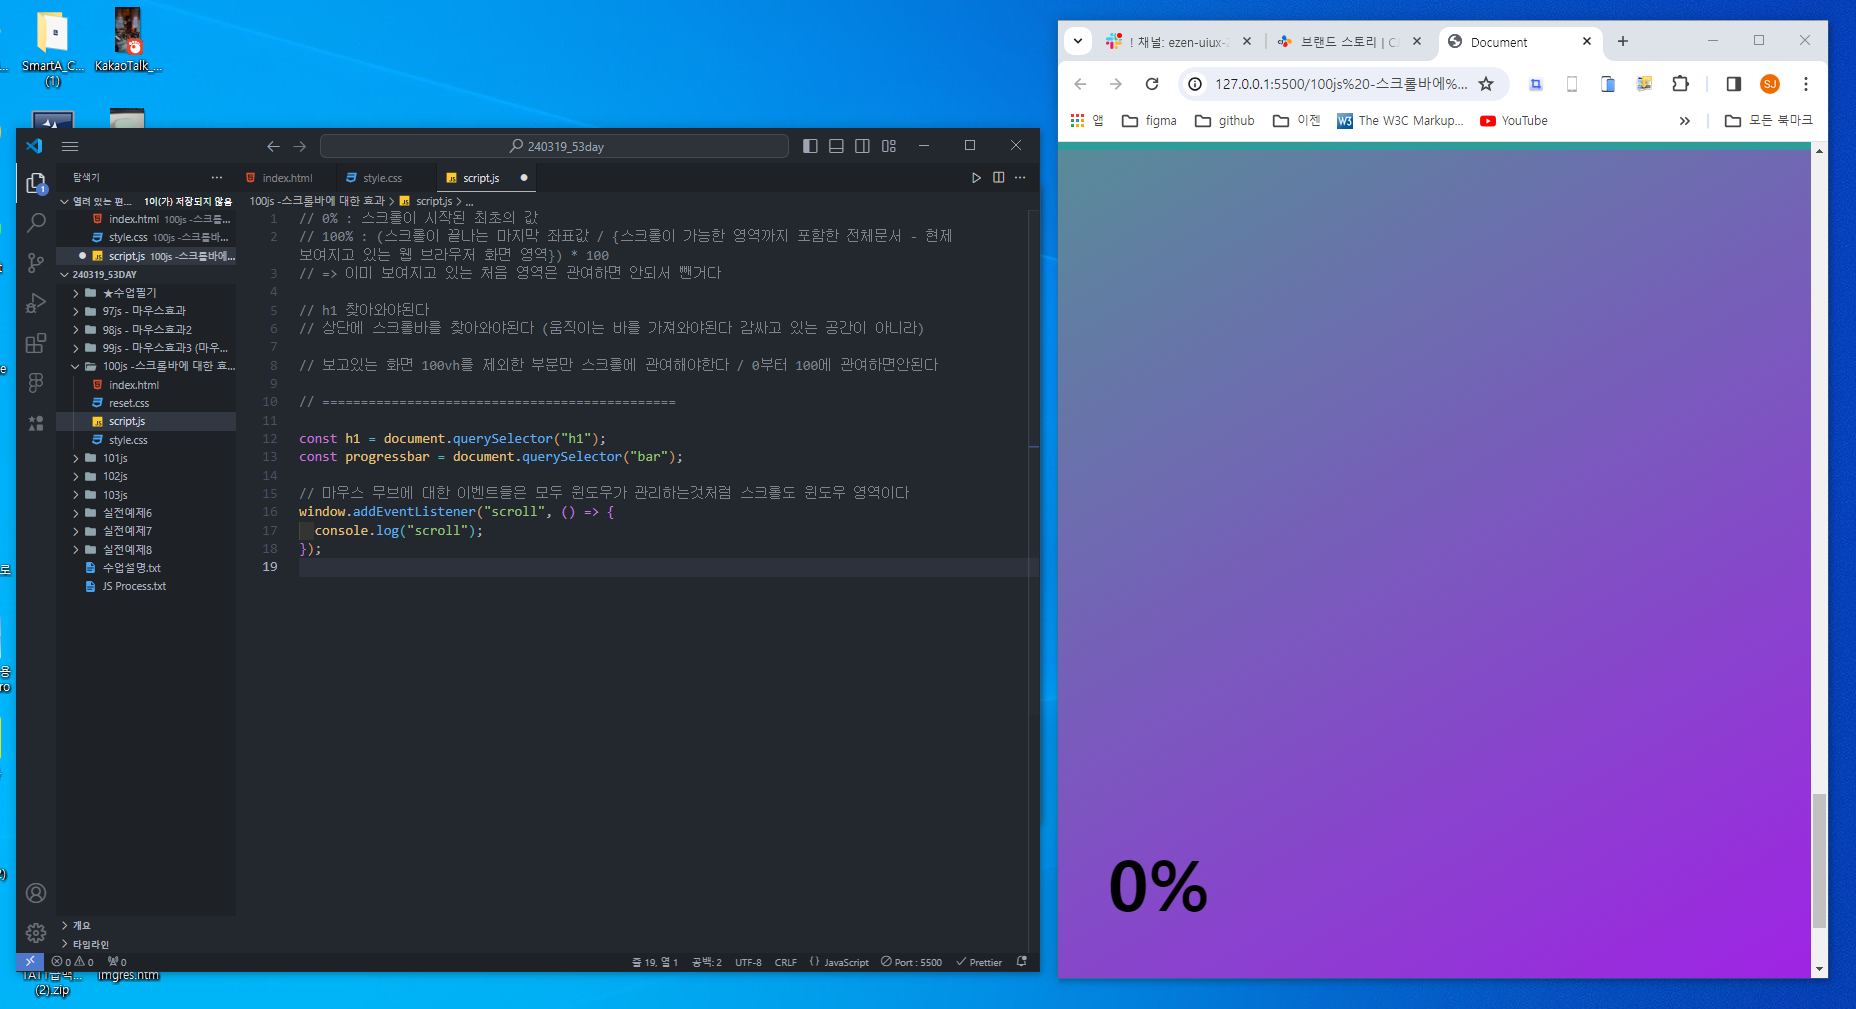 SmartA_C...
(1)
KakaoTalk_...
240319_53day
탐색기
index.html
style.css
script.js
열려 있는 편...
1이(가) 저장되지 않음
100js -스크롤바에 대한 효과 > script.js > ...
index.html 100js -스크롤...
style.css 100js -스크롤바...
script.js 100js -스크롤바에...
240319_53DAY
★수업필기
97js - 마우스효과
98js - 마우스효과2
99js - 마우스효과3 (마우...
100js -스크롤바에 대한 효...
index.html
reset.css
script.js
style.css
101js
102js
103js
실전예제6
실전예제7
실전예제8
수업설명.txt
JS Process.txt
개요
타임라인
1 // 0% : 스크롤이 시작된 최초의 값
2 // 100% : (스크롤이 끝나는 마지막 좌표값 / {스크롤이 가능한 영역까지 포함한 전체문서 - 현제
보여지고 있는 웹 브라우저 화면 영역}) * 100
3 // => 이미 보여지고 있는 처음 영역은 관여하면 안되서 뺀거다
4
5 // h1 찾아와야된다
6 // 상단에 스크롤바를 찾아와야된다 (움직이는 바를 가져와야된다 감싸고 있는 공간이 아니라)
7
8 // 보고있는 화면 100vh를 제외한 부분만 스크롤에 관여해야한다 / 0부터 100에 관여하면안된다
9
10 // ==============================================
11
12 const h1 = document.querySelector("h1");
13 const progressbar = document.querySelector("bar");
14
15 // 마우스 무브에 대한 이벤트들은 모두 윈도우가 관리하는것처럼 스크롤도 윈도우 영역이다
16 window.addEventListener("scroll", () => {
17 console.log("scroll");
18 });
19
0 0 0
줄 19, 열 1
공백: 2
UTF-8
CRLF
{} JavaScript
Port : 5500
Prettier
(2).zip
imgres.htm
! 채널: ezen-uiux-
브랜드 스토리 | C
Document
127.0.0.1:5500/100js%20-스크롤바에%...
SJ
앱
figma
github
이젠
W3
The W3C Markup...
YouTube
모든 북마크
0%